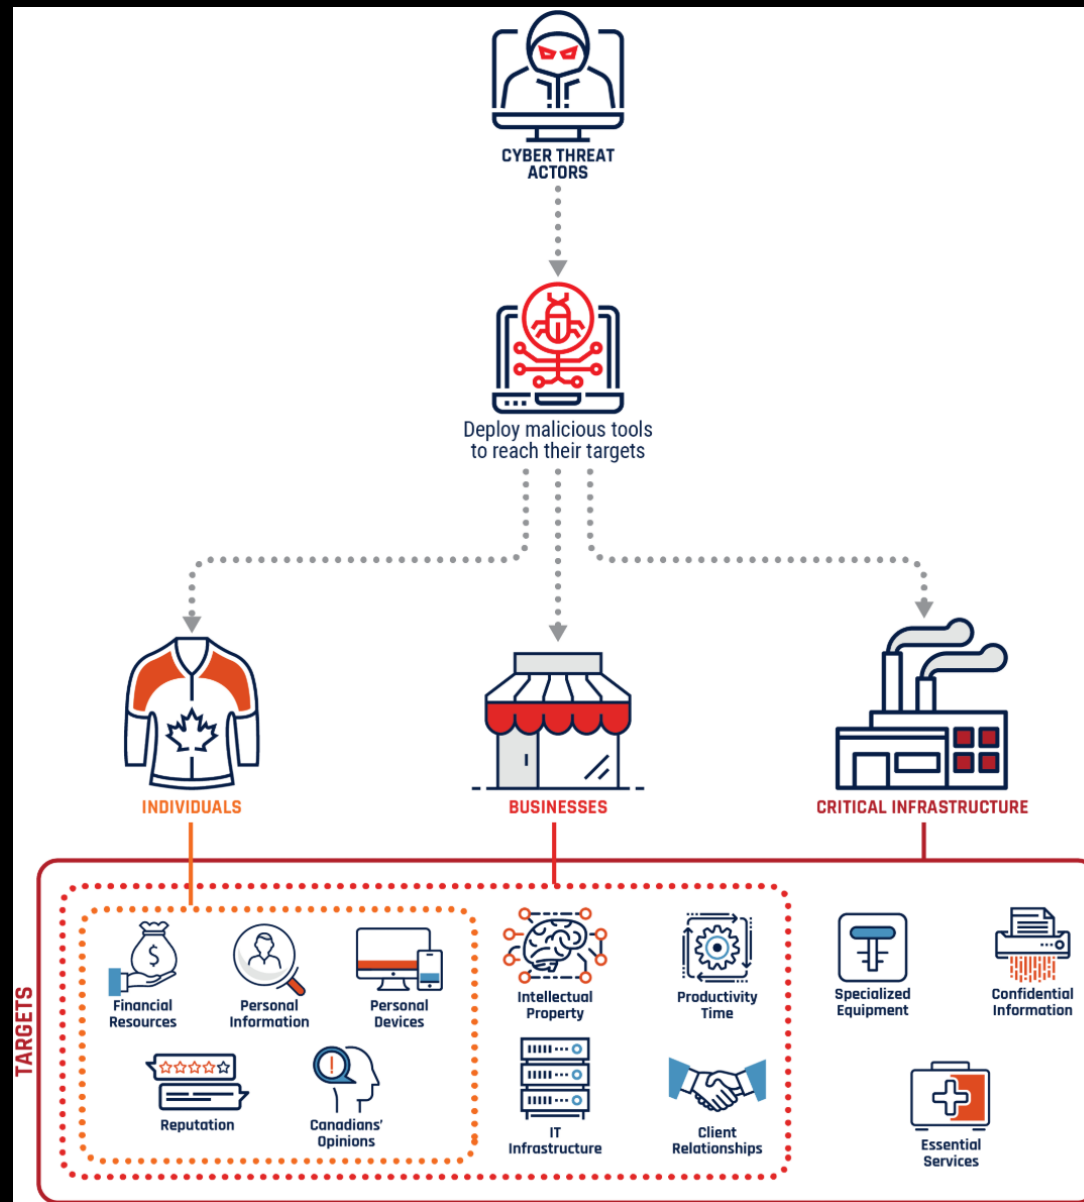 CYBER THREAT
ACTORS
Deploy malicious tools
to reach their targets
INDIVIDUALS
BUSINESSES
CRITICAL INFRASTRUCTURE
TARGETS
Financial
Resources
Personal
Information
Personal
Devices
Reputation
Canadians'
Opinions
Intellectual
Property
Productivity
Time
IT
Infrastructure
Client
Relationships
Specialized
Equipment
Confidential
Information
Essential
Services